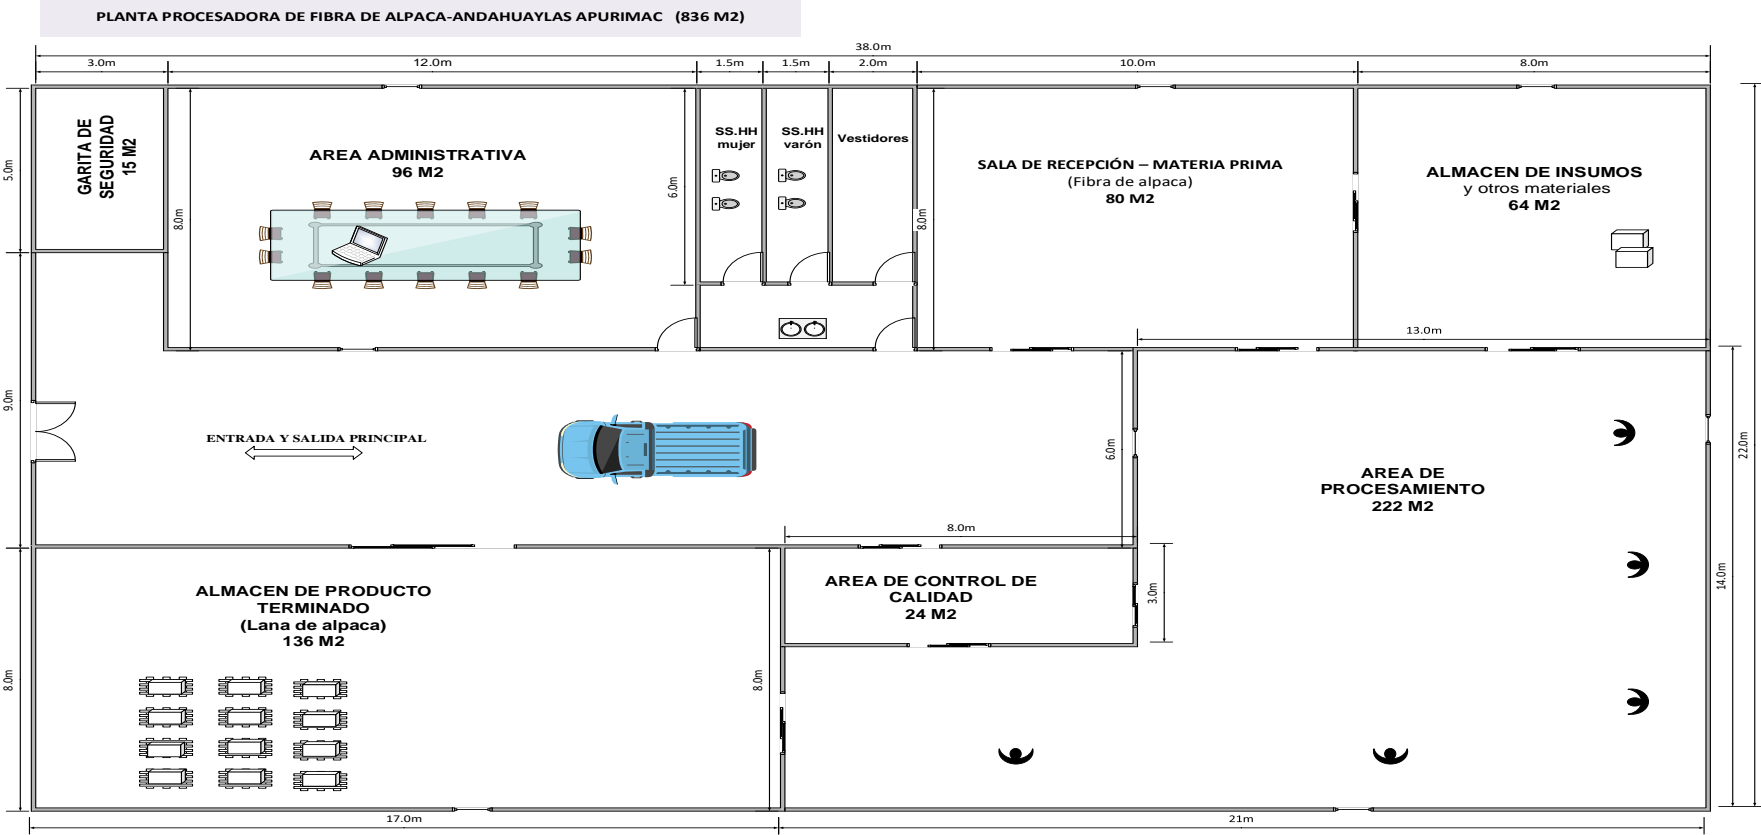 PLANTA PROCESADORA DE FIBRA DE ALPACA-ANDAHUAYLAS APURIMAC (836 M2)
38.0m
3.0m
12.0m
1.5m
1.5m
2.0m
10.0m
8.0m
5.0m
GARITA DE
SEGURIDAD
15 M2
8.0m
AREA ADMINISTRATIVA
96 M2
6.0m
SS.HH
mujer
SS.HH
varón
Vestidores
8.0m
SALA DE RECEPCIÓN – MATERIA PRIMA
(Fibra de alpaca)
80 M2
ALMACEN DE INSUMOS
y otros materiales
64 M2
13.0m
9.0m
ENTRADA Y SALIDA PRINCIPAL
6.0m
22.0m
AREA DE
PROCESAMIENTO
222 M2
8.0m
ALMACEN DE PRODUCTO
TERMINADO
(Lana de alpaca)
136 M2
AREA DE CONTROL DE
CALIDAD
24 M2
3.0m
14.0m
8.0m
8.0m
17.0m
21m